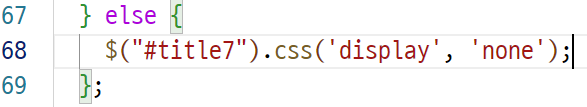 67 } else {
68 $("#title7").css('display', 'none');
69 };